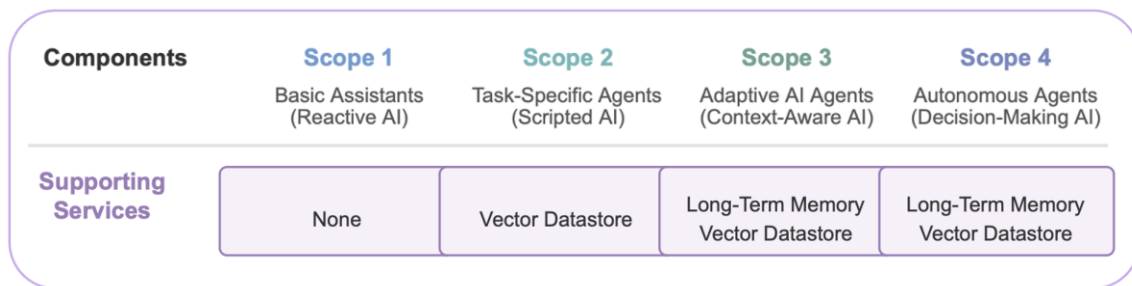 Components Scope 1 Scope 2 Scope 3 Scope 4
Basic Assistants Task-Specific Agents Adaptive AI Agents Autonomous Agents
(Reactive AI) (Scripted AI) (Context-Aware AI) (Decision-Making AI)
Supporting
Services
None
Vector Datastore
Long-Term Memory
Vector Datastore
Long-Term Memory
Vector Datastore